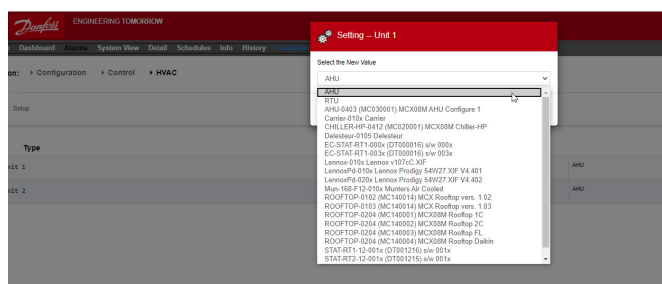 Danfoss
ENGINEERING TOMORROW
Dashboard Alarms System View Detail Schedules Info History
on: Configuration Control HVAC
Setup
Type
nit 1 AHU
nit 2 AHU
Setting – Unit 1
Select the New Value
AHU
AHU
RTU
AHU-0403 (MC030001) MCX08M AHU Configure 1
Carrier-010x Carrier
CHILLER-HP-0412 (MC020001) MCX08M Chiller-HP
Delesteur-0105 Delesteur
EC-STAT-RT1-000x (DT000016) s/w 000x
EC-STAT-RT1-003x (DT000016) s/w 003x
Lennox-010x Lennox v107cC.XIF
LennoxPd-010x Lennox Prodigy 54W27.XIF V4.401
LennoxPd-020x Lennox Prodigy 54W27.XIF V4.402
Mun-168-F12-010x Munters Air Cooled
ROOFTOP-0102 (MC140014) MCX Rooftop vers. 1.02
ROOFTOP-0103 (MC140014) MCX Rooftop vers. 1.03
ROOFTOP-0204 (MC140001) MCX08M Rooftop 1C
ROOFTOP-0204 (MC140002) MCX08M Rooftop 2C
ROOFTOP-0204 (MC140003) MCX08M Rooftop FL
ROOFTOP-0204 (MC140004) MCX08M Rooftop Daikin
STAT-RT1-12-001x (DT001216) s/w 001x
STAT-RT2-12-001x (DT001215) s/w 001x